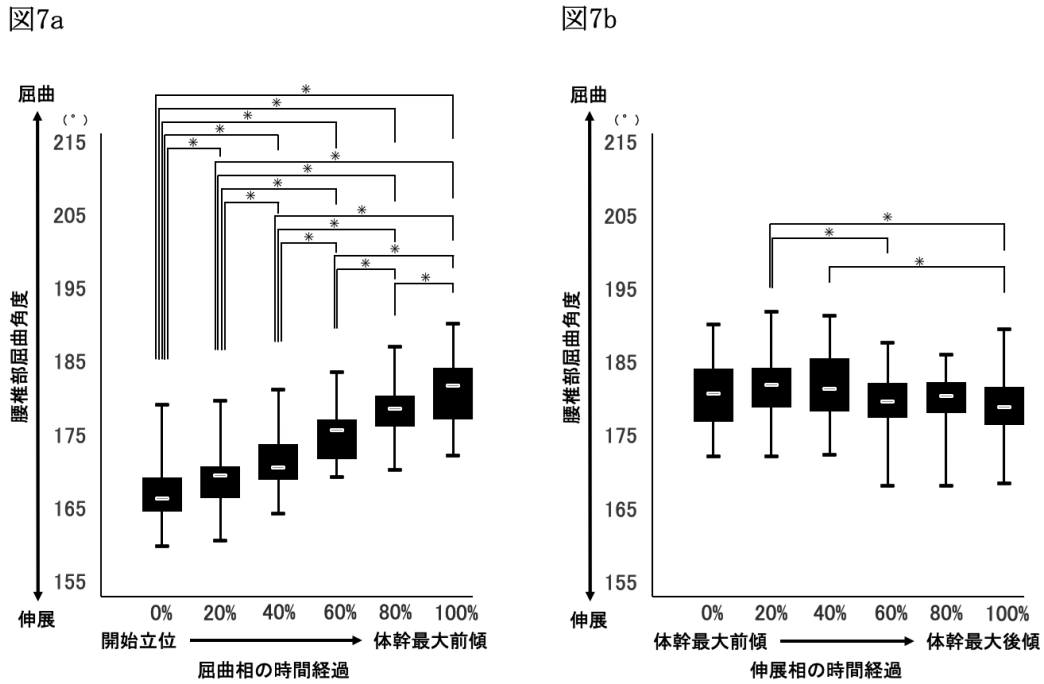 図7a
屈曲
(°)
215
205
195
185
175
165
155
腰椎部屈曲角度
伸展
* * * * *
* * * *
* * *
* *
*
0% 20% 40% 60% 80% 100%
開始立位 体幹最大前傾
屈曲相の時間経過
図7b
屈曲
(°)
215
205
195
185
175
165
155
腰椎部屈曲角度
伸展
*
*
*
0% 20% 40% 60% 80% 100%
体幹最大前傾 体幹最大後傾
伸展相の時間経過